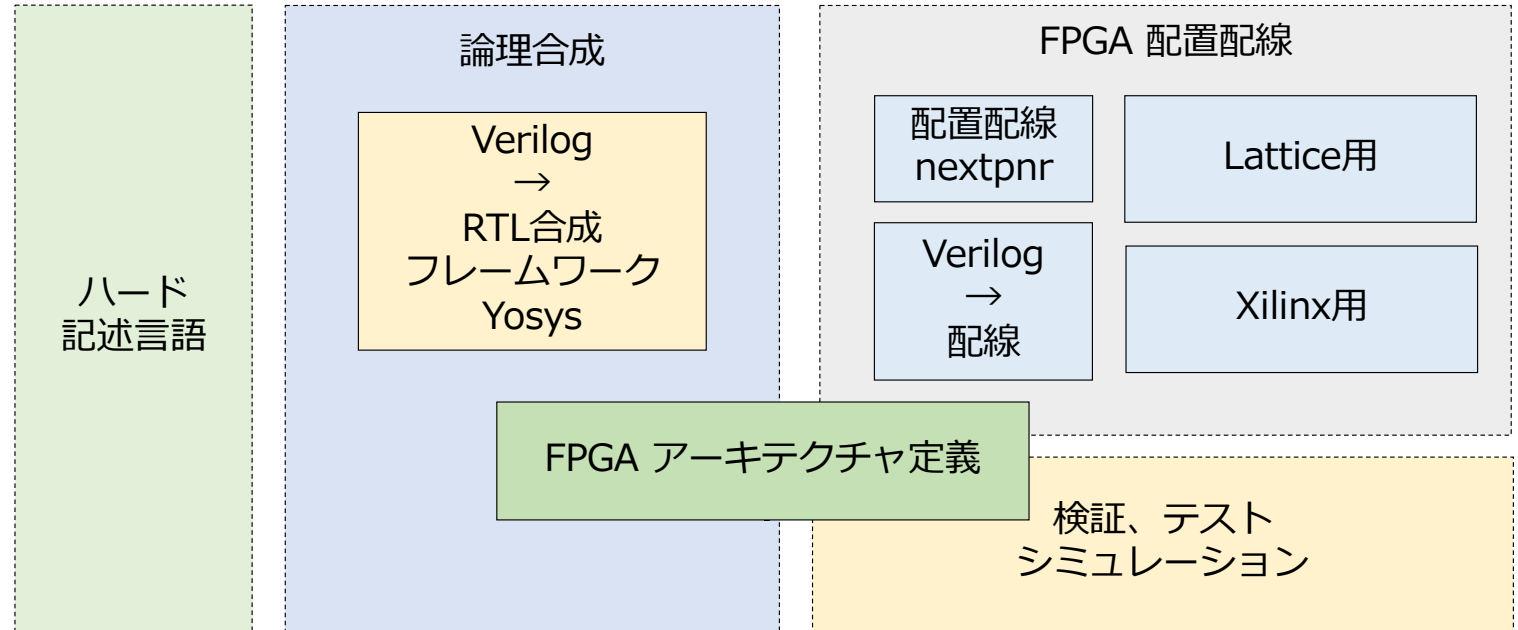 ハード
記述言語
論理合成
Verilog
→
RTL合成
フレームワーク
Yosys
FPGA 配置配線
配置配線
nextpnr
Lattice用
Verilog
→
配線
Xilinx用
FPGA アーキテクチャ定義
検証、テスト
シミュレーション